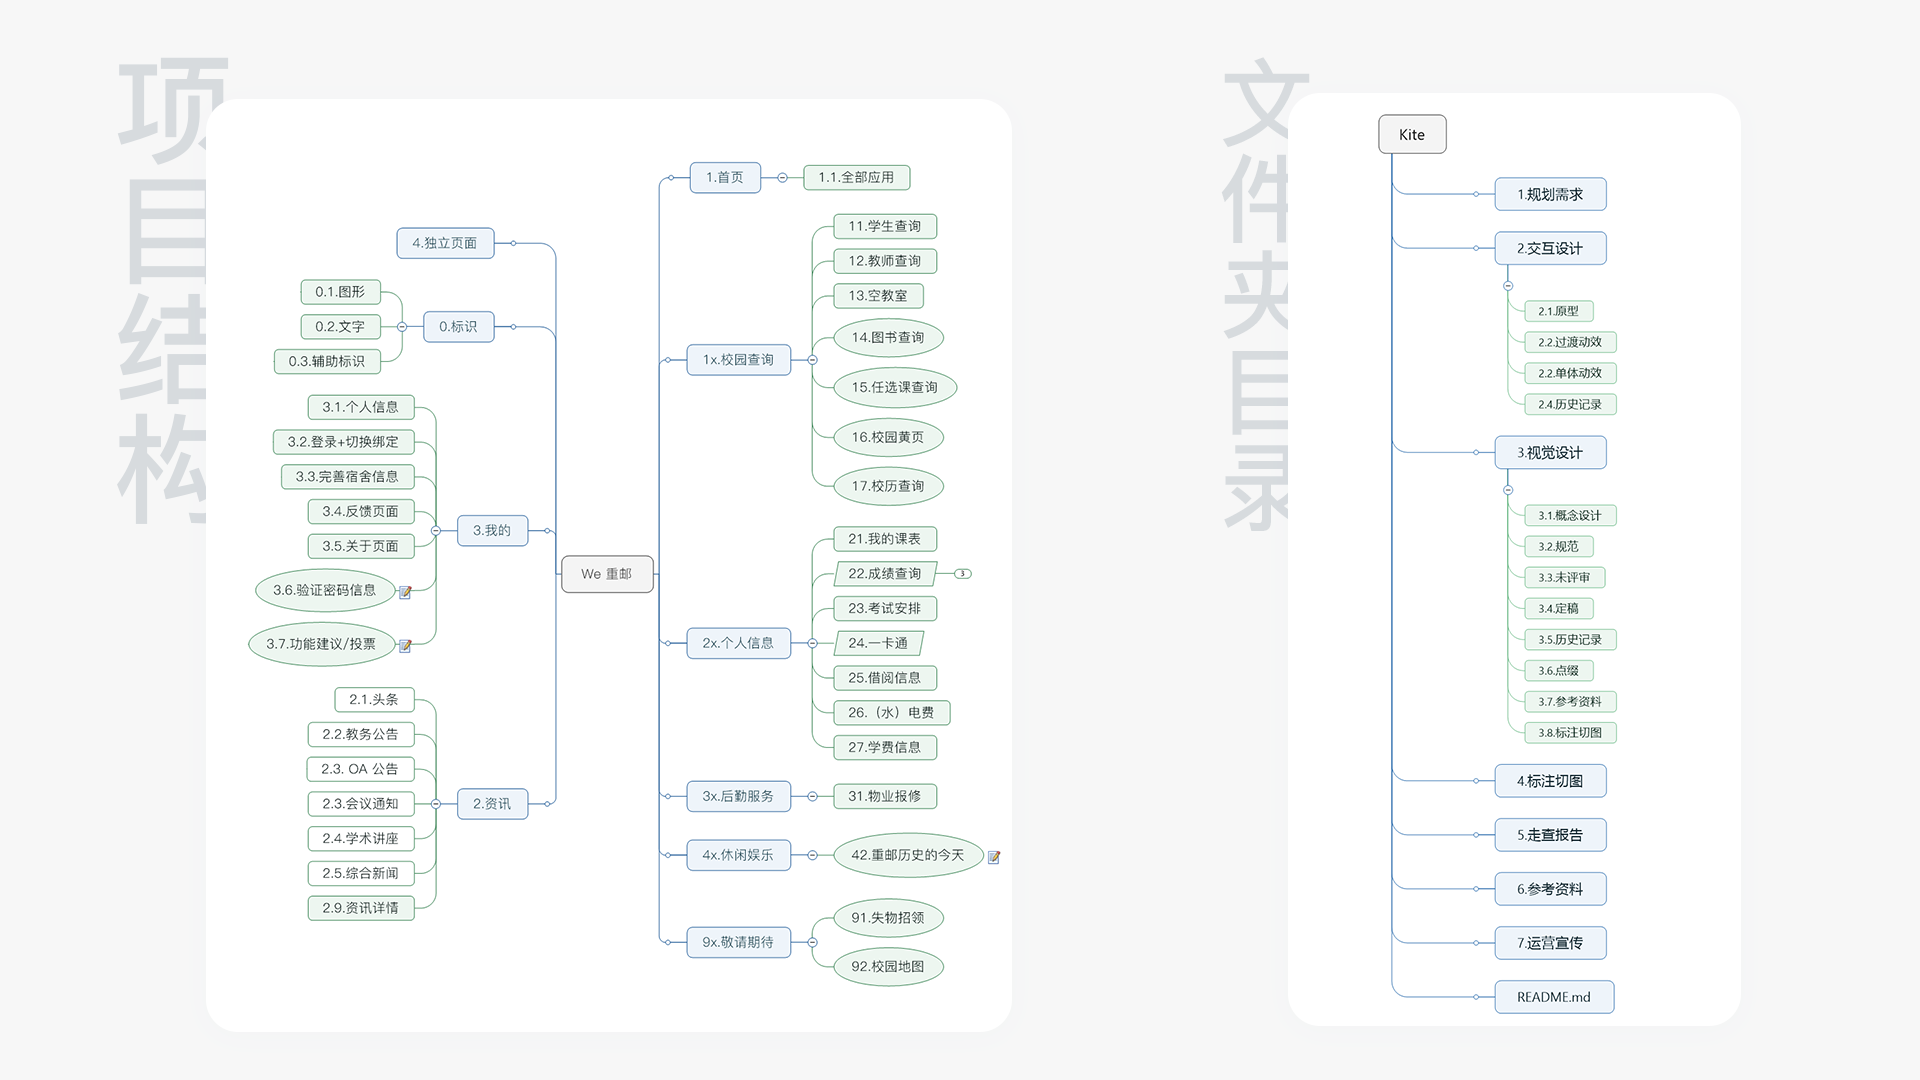 项目结构
We 重邮
4.独立页面
0.标识
0.1.图形
0.2.文字
0.3.辅助标识
3.我的
3.1.个人信息
3.2.登录+切换绑定
3.3.完善宿舍信息
3.4.反馈页面
3.5.关于页面
3.6.验证密码信息
3.7.功能建议/投票
2.资讯
2.1.头条
2.2.教务公告
2.3. OA 公告
2.3.会议通知
2.4.学术讲座
2.5.综合新闻
2.9.资讯详情
1.首页
1.1.全部应用
1x.校园查询
11.学生查询
12.教师查询
13.空教室
14.图书查询
15.任选课查询
16.校园黄页
17.校历查询
2x.个人信息
21.我的课表
22.成绩查询
3
23.考试安排
24.一卡通
25.借阅信息
26.（水）电费
27.学费信息
3x.后勤服务
31.物业报修
4x.休闲娱乐
42.重邮历史的今天
9x.敬请期待
91.失物招领
92.校园地图
文件夹目录
Kite
1.规划需求
2.交互设计
2.1.原型
2.2.过渡动效
2.2.单体动效
2.4.历史记录
3.视觉设计
3.1.概念设计
3.2.规范
3.3.未评审
3.4.定稿
3.5.历史记录
3.6.点缀
3.7.参考资料
3.8.标注切图
4.标注切图
5.走查报告
6.参考资料
7.运营宣传
README.md